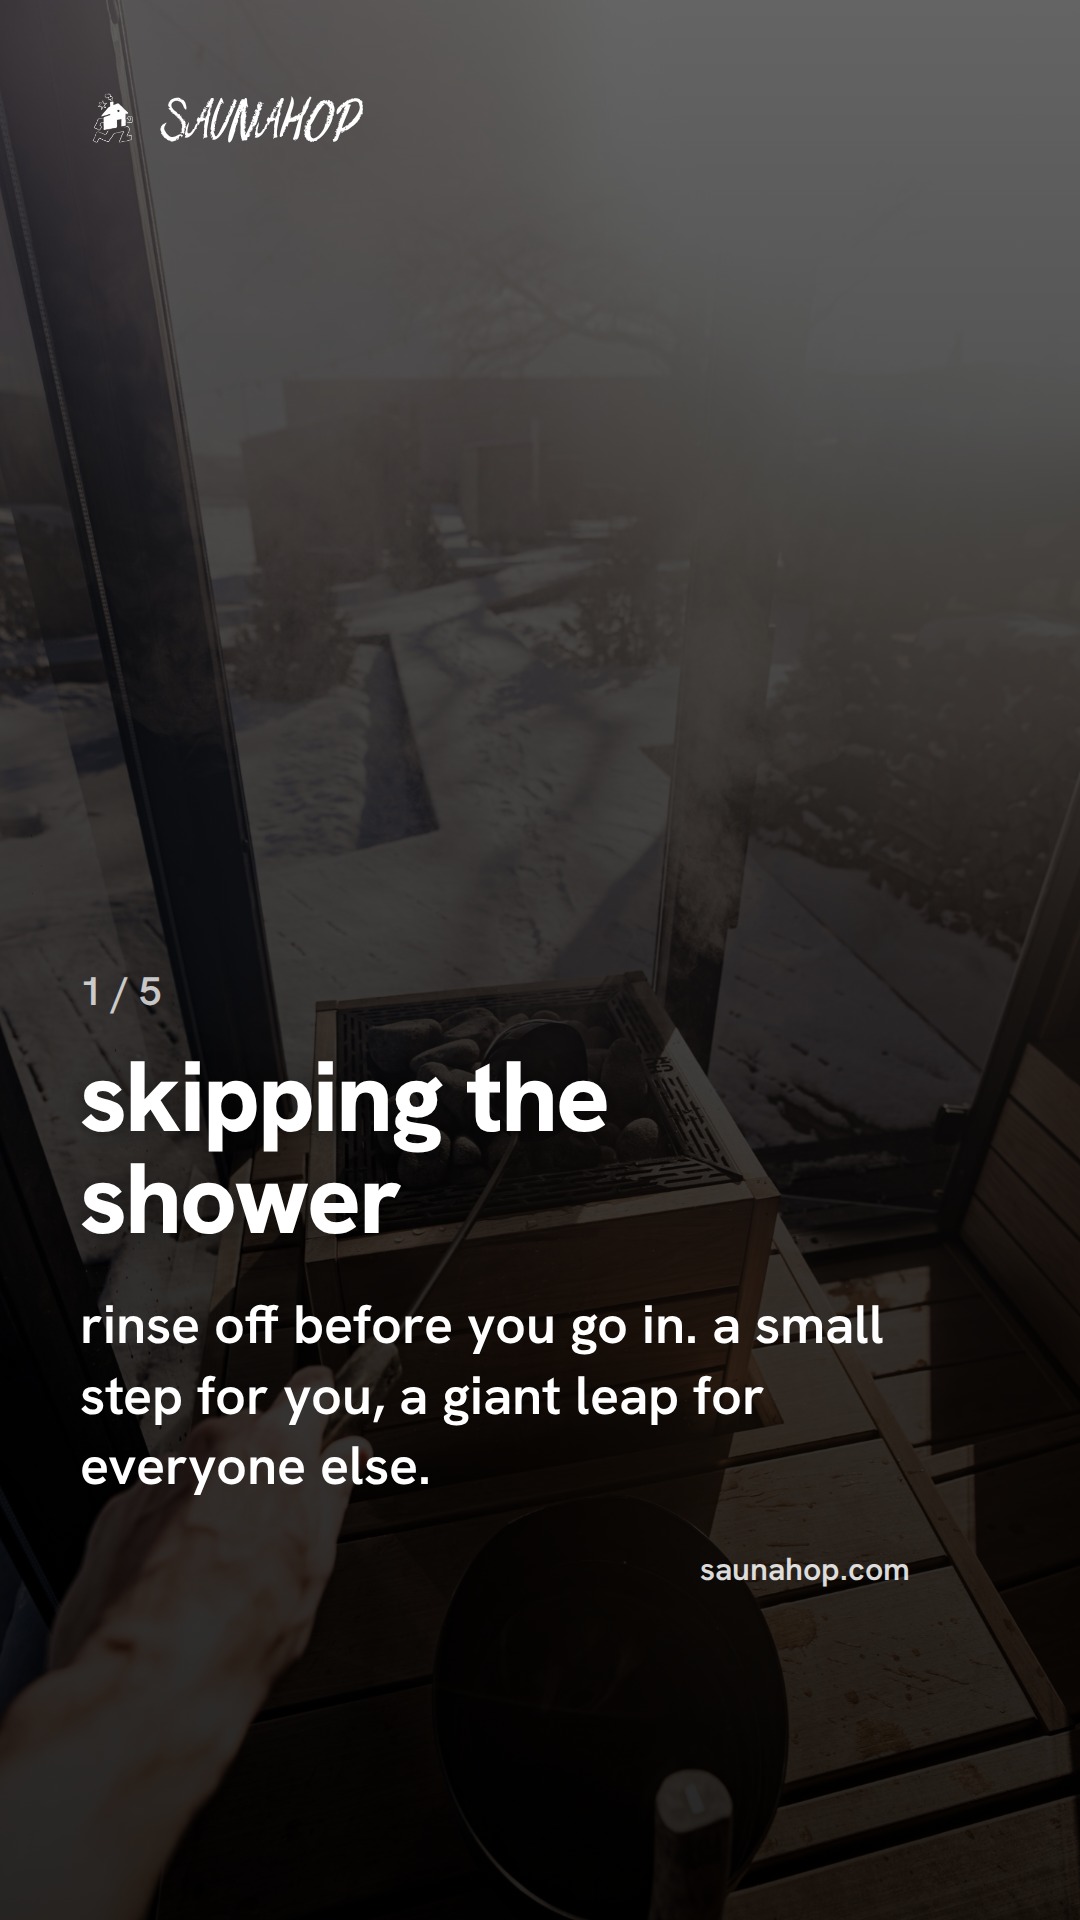 SAUNAHOP
1 / 5
skipping the
shower
rinse off before you go in. a small
step for you, a giant leap for
everyone else.
saunahop.com